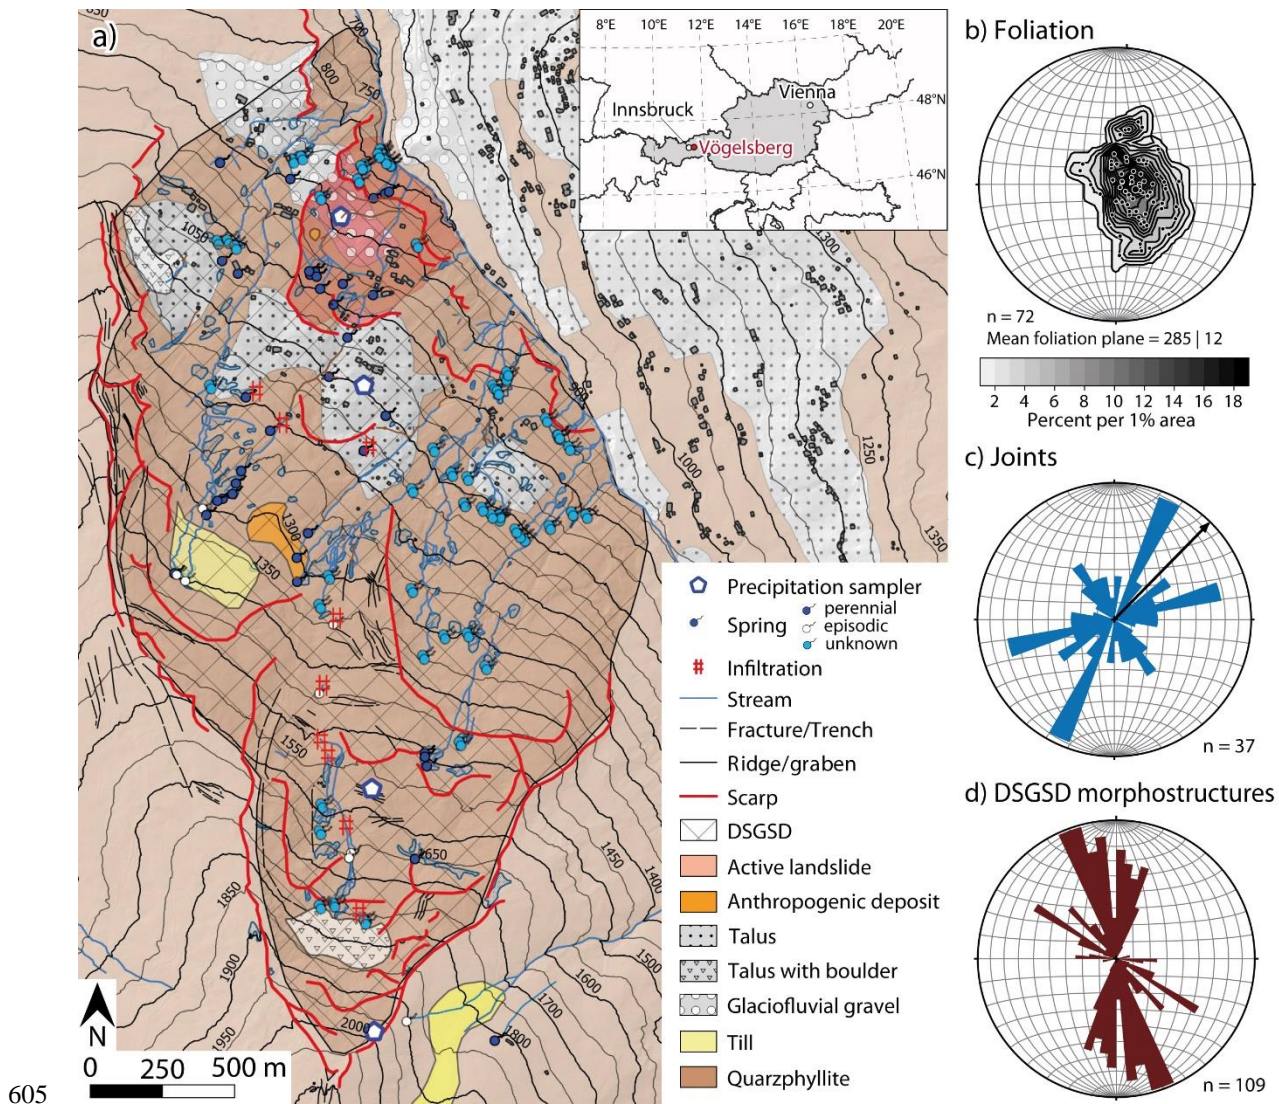 a)
850
800
700
750
1050
1300
1350
900
1000
1250
1300
1350
1550
1650
1850
1900
1950
2000
1450
1400
1500
1600
1700
1800
N
0 250 500 m
605
8°E 10°E 12°E 14°E 16°E 18°E 20°E
48°N
46°N
Vienna
Innsbruck
Vögelsberg
Precipitation sampler
Spring
perennial
episodic
unknown
Infiltration
Stream
Fracture/Trench
Ridge/graben
Scarp
DSGSD
Active landslide
Anthropogenic deposit
Talus
Talus with boulder
Glaciofluvial gravel
Till
Quarzphyllite
b) Foliation
n = 72
Mean foliation plane = 285 | 12
2 4 6 8 10 12 14 16 18
Percent per 1% area
c) Joints
n = 37
d) DSGSD morphostructures
n = 109